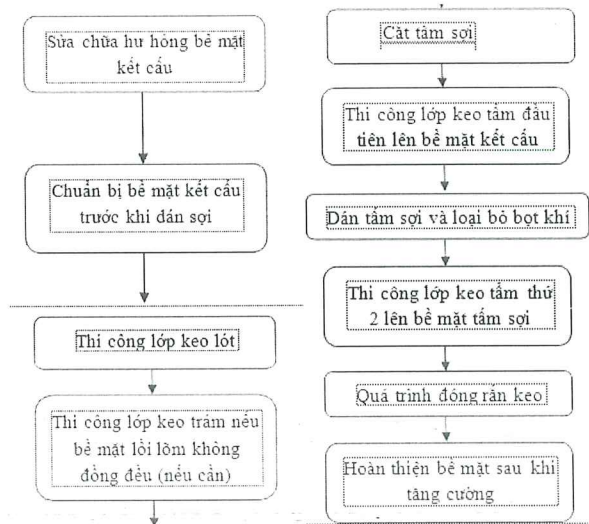 Sửa chữa hư hỏng bề mặt
kết cấu
Chuẩn bị bề mặt kết cấu
trước khi dán sợi
Thi công lớp keo lót
Thi công lớp keo trám nếu
bề mặt lồi lõm không
đồng đều (nếu cần)
Cắt tấm sợi
Thi công lớp keo tẩm đầu
tiên lên bề mặt kết cấu
Dán tấm sợi và loại bỏ bọt khí
Thi công lớp keo tẩm thứ
2 lên bề mặt tấm sợi
Quá trình đóng rắn keo
Hoàn thiện bề mặt sau khi
tăng cường